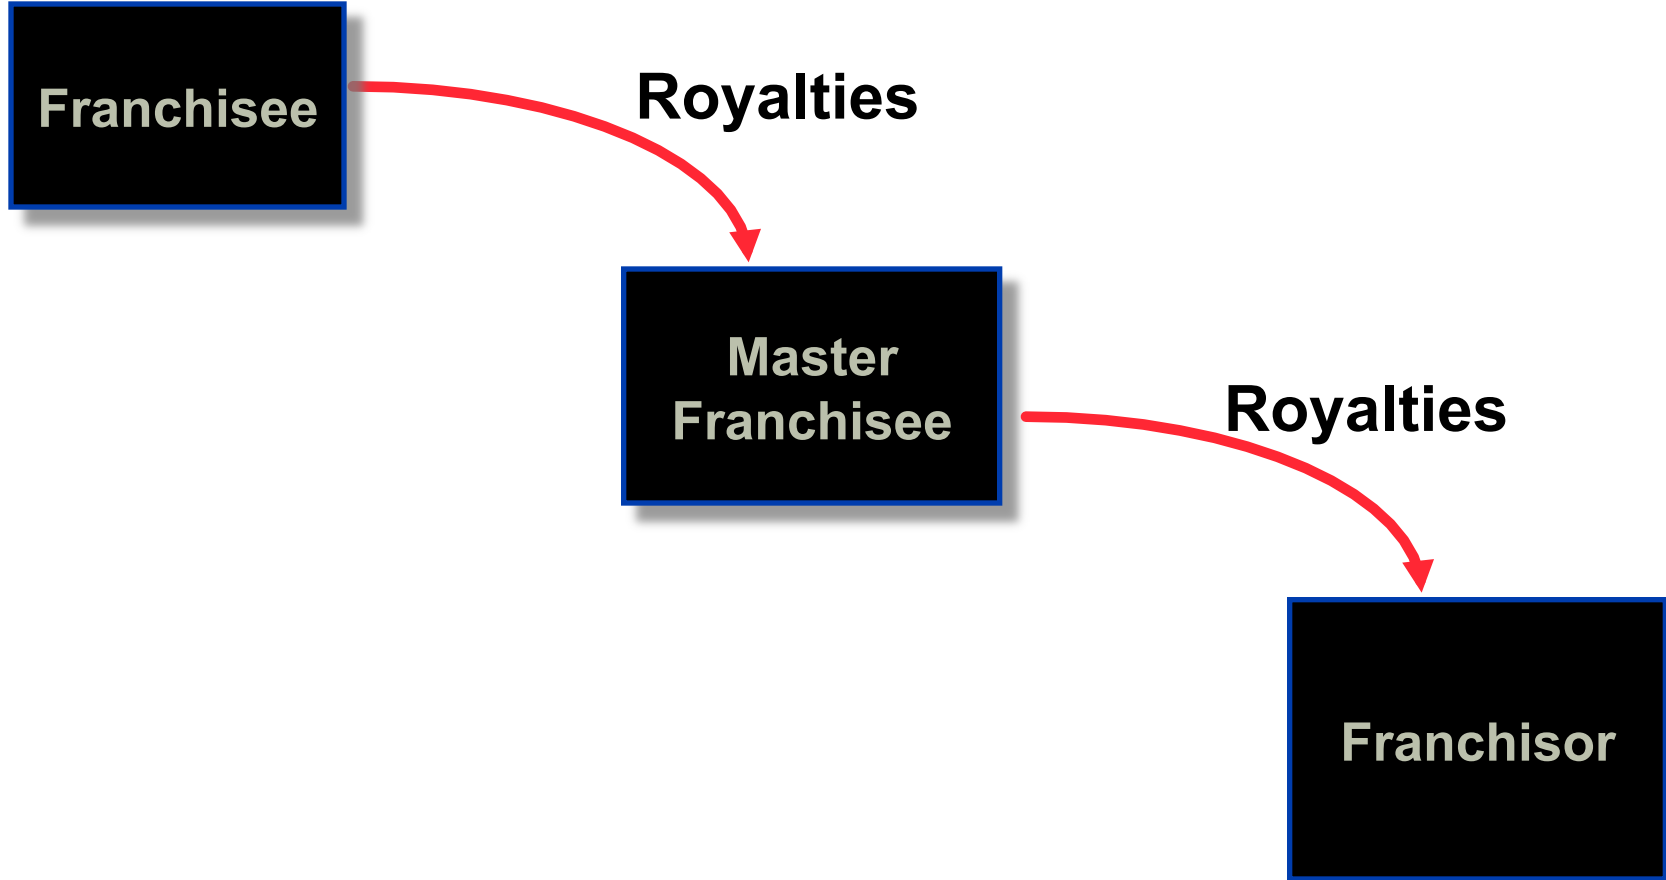 Franchisee
Royalties
Master
Franchisee
Royalties
Franchisor